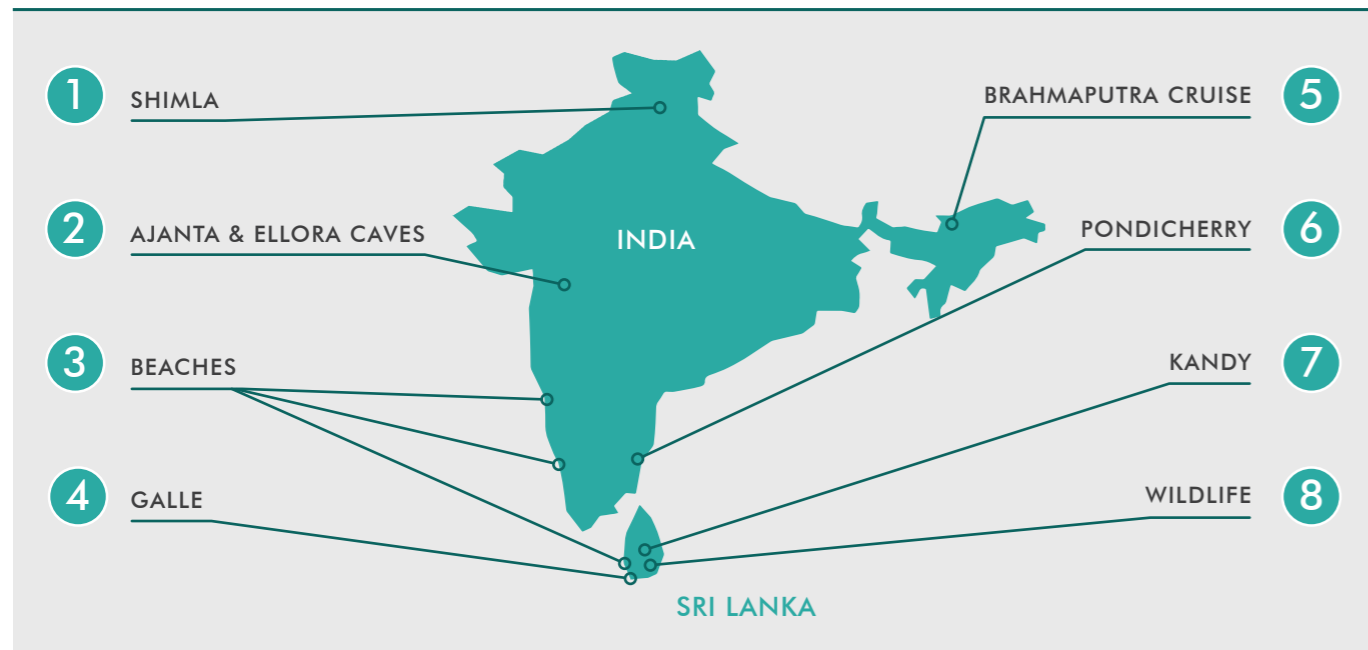 1 SHIMLA
2 AJANTA & ELLORA CAVES
3 BEACHES
4 GALLE
INDIA
SRI LANKA
BRAHMAPUTRA CRUISE 5
PONDICHERRY 6
KANDY 7
WILDLIFE 8